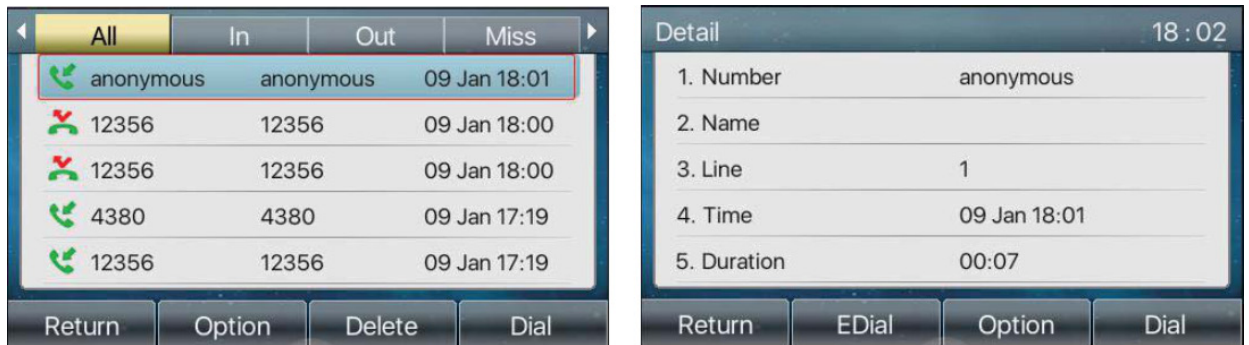 All In Out Miss
anonymous anonymous 09 Jan 18:01
12356 12356 09 Jan 18:00
12356 12356 09 Jan 18:00
4380 4380 09 Jan 17:19
12356 12356 09 Jan 17:19
Return Option Delete Dial
Detail 18:02
1. Number anonymous
2. Name
3. Line 1
4. Time 09 Jan 18:01
5. Duration 00:07
Return EDial Option Dial